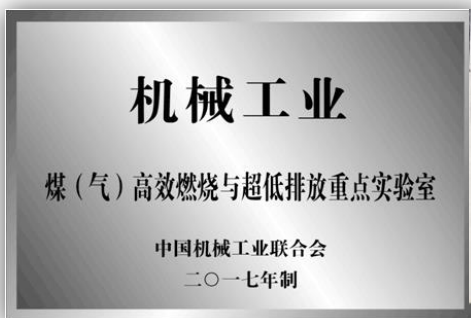 机械工业
煤（气）高效燃烧与超低排放重点实验室
中国机械工业联合会
二〇一七年制